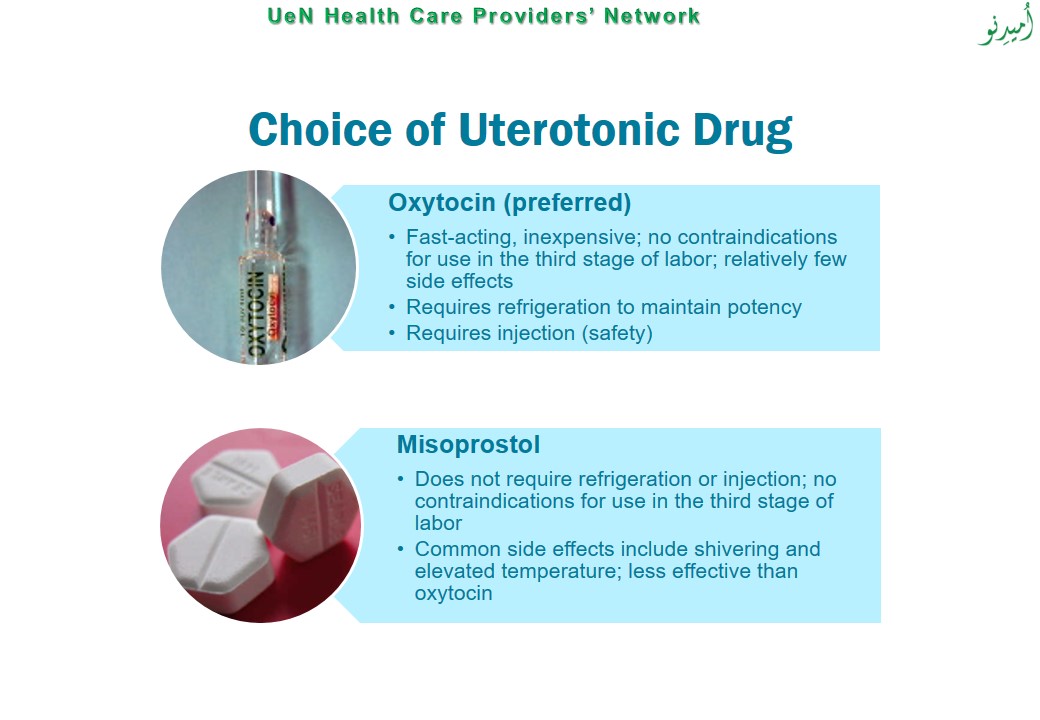 UeN Health Care Providers’ Network
اُمیدِنو
Choice of Uterotonic Drug
OXYTOCIN
Oxytocin (preferred)
• Fast-acting, inexpensive; no contraindications
for use in the third stage of labor; relatively few
side effects
• Requires refrigeration to maintain potency
• Requires injection (safety)
Misoprostol
• Does not require refrigeration or injection; no
contraindications for use in the third stage of
labor
• Common side effects include shivering and
elevated temperature; less effective than
oxytocin